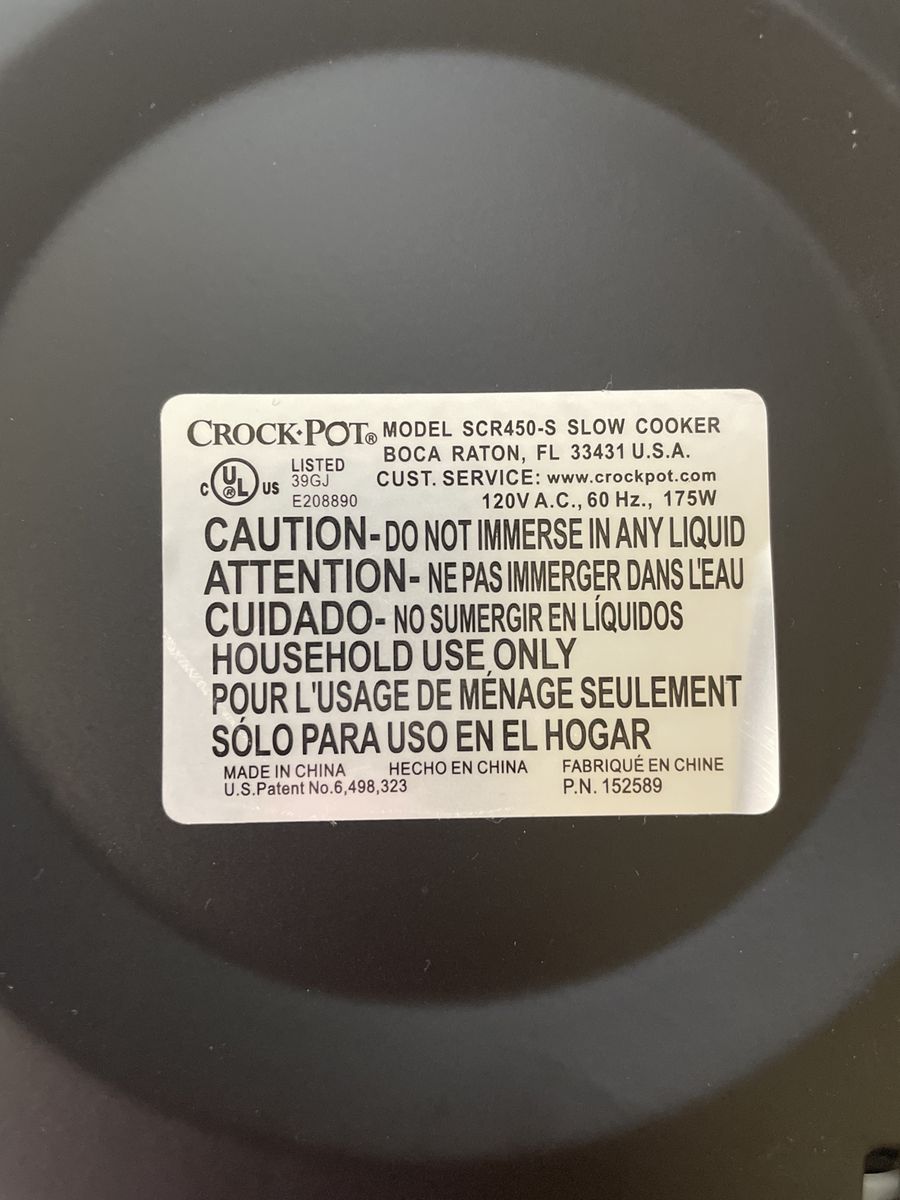 CROCK•POT® MODEL SCR450-S SLOW COOKER
BOCA RATON, FL 33431 U.S.A.
C UL® US LISTED 39GJ E208890
CUST. SERVICE: www.crockpot.com
120V A.C., 60 Hz., 175W
CAUTION- DO NOT IMMERSE IN ANY LIQUID
ATTENTION- NE PAS IMMERGER DANS L'EAU
CUIDADO- NO SUMERGIR EN LÍQUIDOS
HOUSEHOLD USE ONLY
POUR L'USAGE DE MÉNAGE SEULEMENT
SÓLO PARA USO EN EL HOGAR
MADE IN CHINA HECHO EN CHINA FABRIQUÉ EN CHINE
U.S.Patent No.6,498,323 P.N. 152589